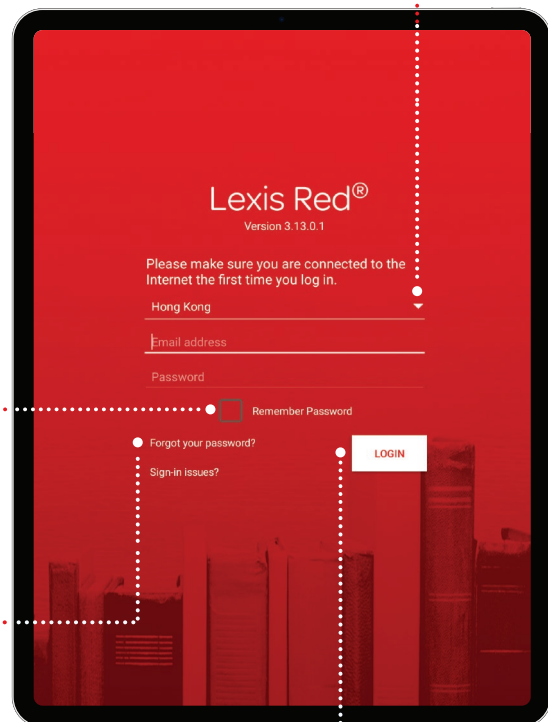 Lexis Red®
Version 3.13.0.1
Please make sure you are connected to the
Internet the first time you log in.
Hong Kong
Email address
Password
Remember Password
Forgot your password?
LOGIN
Sign-in issues?